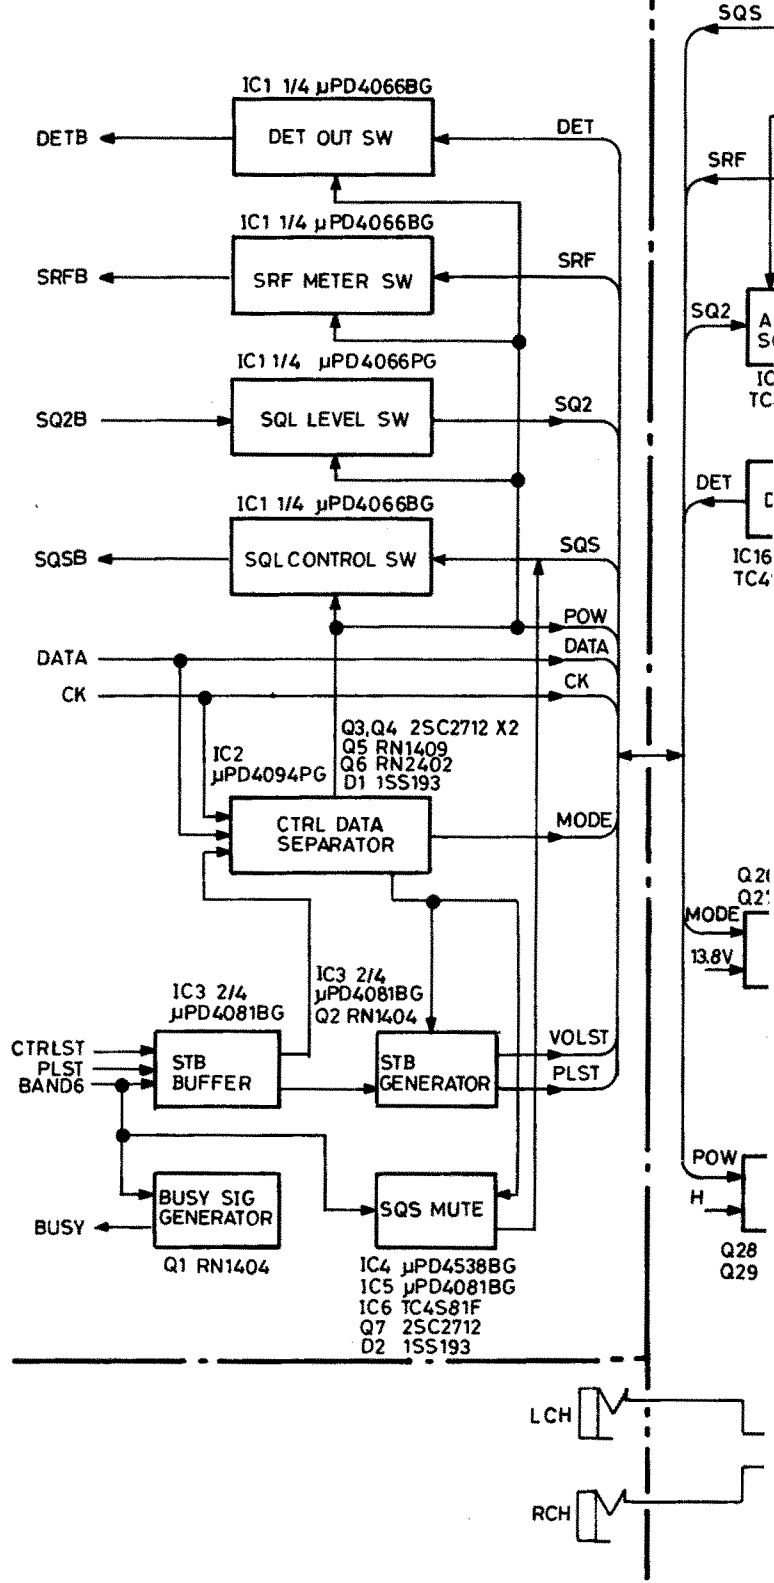 SQS
IC1 1/4 μPD4066BG
DETB
DET OUT SW
DET
SRF
IC1 1/4 μPD4066BG
SRFB
SRF METER SW
SRF
SQ2
A
S
IC
TC
IC1 1/4 μPD4066PG
SQ2B
SQL LEVEL SW
SQ2
DET
IC1 1/4 μPD4066BG
SQSB
SQL CONTROL SW
SQS
IC16
TC4
POW
DATA
DATA
CK
CK
Q3,Q4 2SC2712 X2
Q5 RN1409
Q6 RN2402
D1 1SS193
IC2
μPD4094PG
CTRL DATA
SEPARATOR
MODE
Q26
Q27
MODE
13.8V
IC3 2/4
μPD4081BG
IC3 2/4
μPD4081BG
Q2 RN1404
CTRLST
PLST
BAND6
STB
BUFFER
STB
GENERATOR
VOLST
PLST
POW
H
BUSY
BUSY SIG
GENERATOR
SQS MUTE
Q1 RN1404
IC4 μPD4538BG
IC5 μPD4081BG
IC6 TC4S81F
Q7 2SC2712
D2 1SS193
Q28
Q29
LCH
RCH